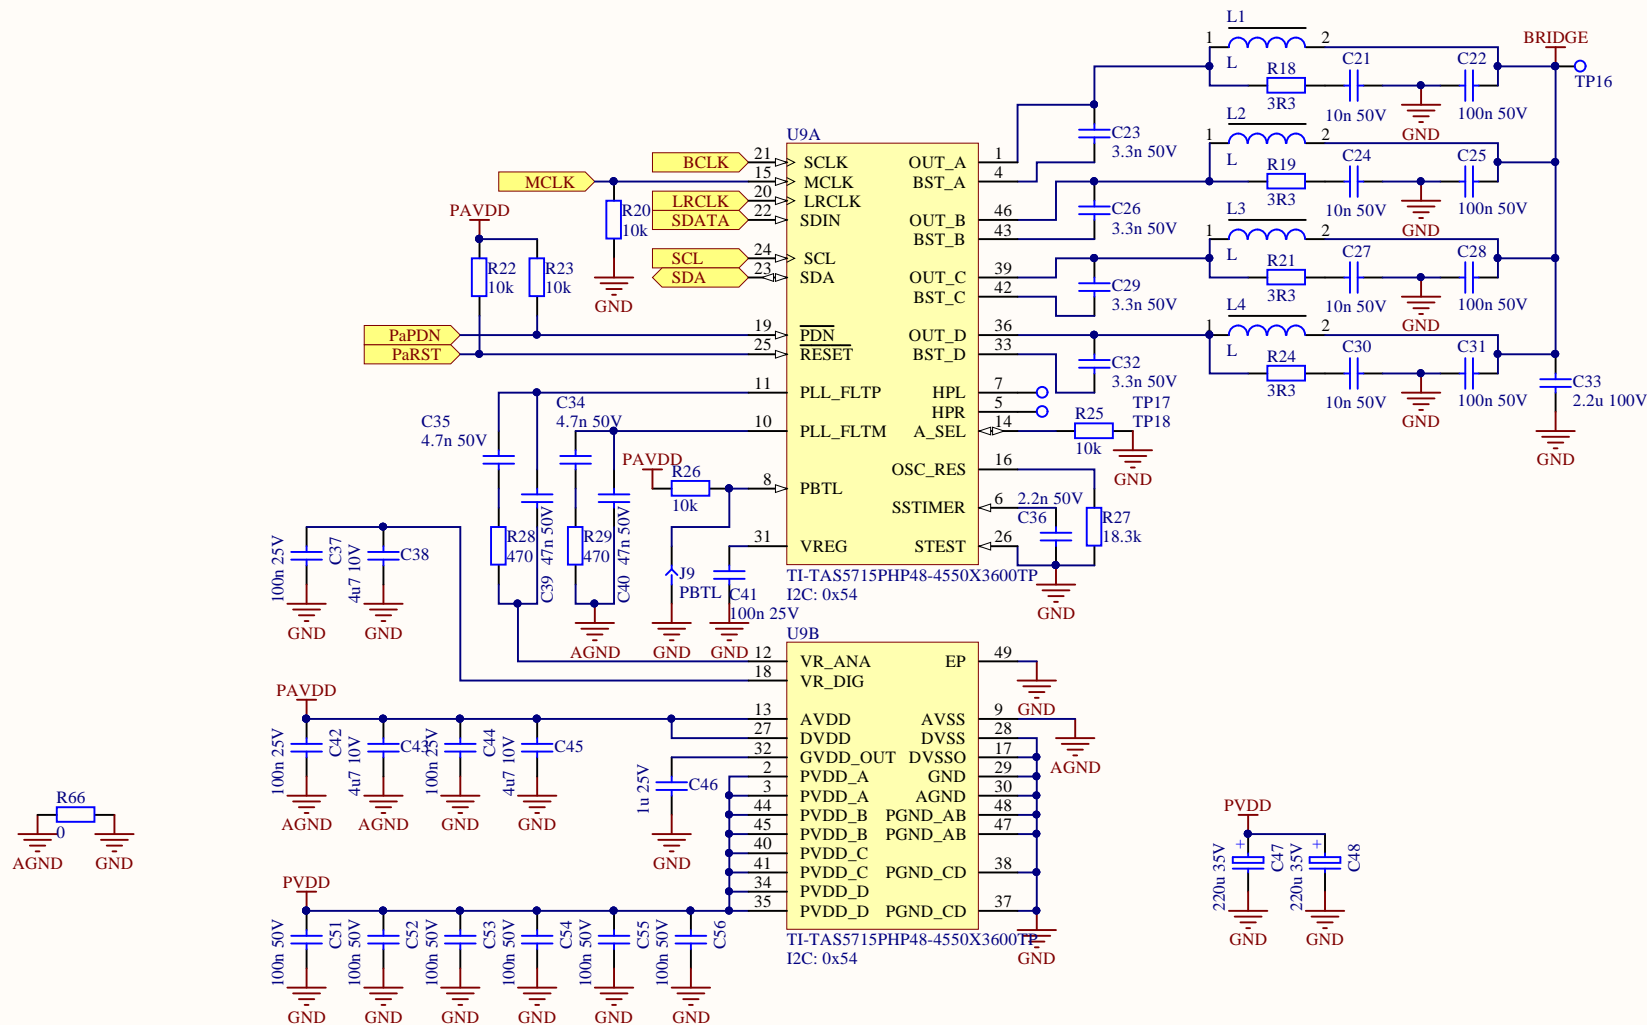 L1
1
2
L
R18
3R3
C21
10n 50V
GND
C22
100n 50V
BRIDGE
TP16
L2
1
2
L
R19
3R3
C24
10n 50V
GND
C25
100n 50V
L3
1
2
L
R21
3R3
C27
10n 50V
GND
C28
100n 50V
L4
1
2
L
R24
3R3
C30
10n 50V
GND
C31
100n 50V
C33
2.2u 100V
GND
C23
3.3n 50V
C26
3.3n 50V
C29
3.3n 50V
C32
3.3n 50V
U9A
BCLK 21 SCLK
MCLK 15 MCLK
LRCLK 20 LRCLK
SDATA 22 SDIN
SCL 24 SCL
SDA 23 SDA
PaPDN 19 PDN
PaRST 25 RESET
11 PLL_FLTP
10 PLL_FLTM
8 PBTL
31 VREG
OUT_A 1
BST_A 4
OUT_B 46
BST_B 43
OUT_C 39
BST_C 42
OUT_D 36
BST_D 33
HPL 7
HPR 5
A_SEL 14
OSC_RES 16
SSTIMER 6
STEST 26
TI-TAS5715PHP48-4550X3600TP
I2C: 0x54
R20
10k
GND
PAVDD
R22
10k
R23
10k
TP17
TP18
R25
10k
GND
2.2n 50V
C36
R27
18.3k
GND
C35
4.7n 50V
C34
4.7n 50V
R28
470
C39 47n 50V
R29
470
C40 47n 50V
AGND
PAVDD
R26
10k
J9
PBTL
GND
C41
100n 25V
GND
100n 25V
C37
GND
4u7 10V
C38
GND
U9B
12 VR_ANA
18 VR_DIG
13 AVDD
27 DVDD
32 GVDD_OUT
2 PVDD_A
3 PVDD_A
44 PVDD_B
45 PVDD_B
40 PVDD_C
41 PVDD_C
34 PVDD_D
35 PVDD_D
EP 49
AVSS 9
DVSS 28
DVSSO 17
GND 29
AGND 30
PGND_AB 48
PGND_AB 47
PGND_CD 38
PGND_CD 37
TI-TAS5715PHP48-4550X3600TP
I2C: 0x54
GND
AGND
GND
PAVDD
100n 25V
C42
AGND
4u7 10V
C43
AGND
100n 25V
C44
GND
4u7 10V
C45
GND
1u 25V
C46
GND
R66
0
AGND
GND
PVDD
100n 50V
C51
GND
100n 50V
C52
GND
100n 50V
C53
GND
100n 50V
C54
GND
100n 50V
C55
GND
100n 50V
C56
GND
PVDD
+
220u 35V
C47
GND
+
220u 35V
C48
GND